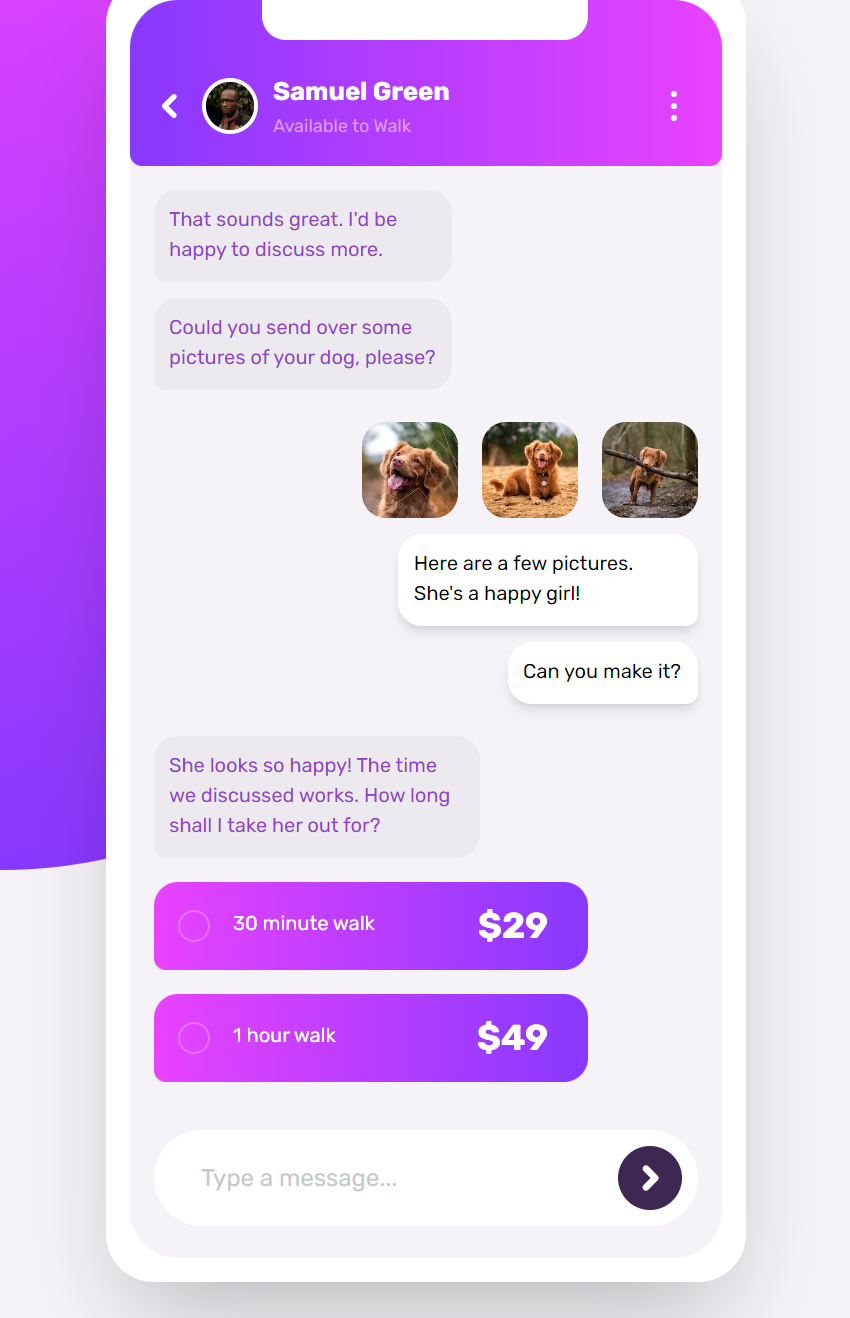 Samuel Green
Available to Walk
That sounds great. I'd be
happy to discuss more.
Could you send over some
pictures of your dog, please?
Here are a few pictures.
She's a happy girl!
Can you make it?
She looks so happy! The time
we discussed works. How long
shall I take her out for?
30 minute walk $29
1 hour walk $49
Type a message...